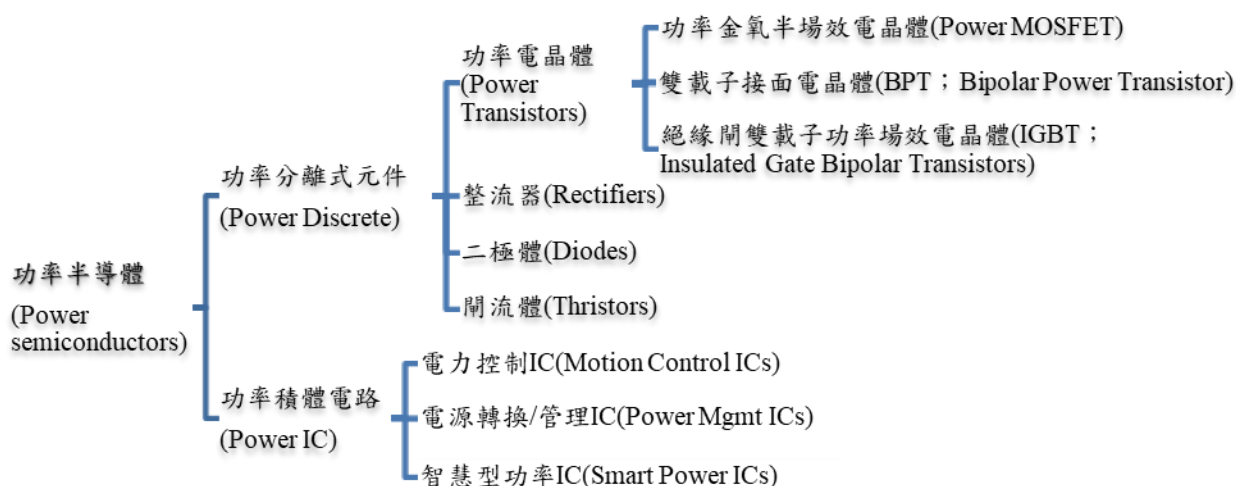 功率半導體
(Power
semiconductors)
功率分離式元件
(Power Discrete)
功率電晶體
(Power
Transistors)
功率金氧半場效電晶體(Power MOSFET)
雙載子接面電晶體(BPT；Bipolar Power Transistor)
絕緣閘雙載子功率場效電晶體(IGBT；
Insulated Gate Bipolar Transistors)
整流器(Rectifiers)
二極體(Diodes)
閘流體(Thristors)
功率積體電路
(Power IC)
電力控制IC(Motion Control ICs)
電源轉換/管理IC(Power Mgmt ICs)
智慧型功率IC(Smart Power ICs)